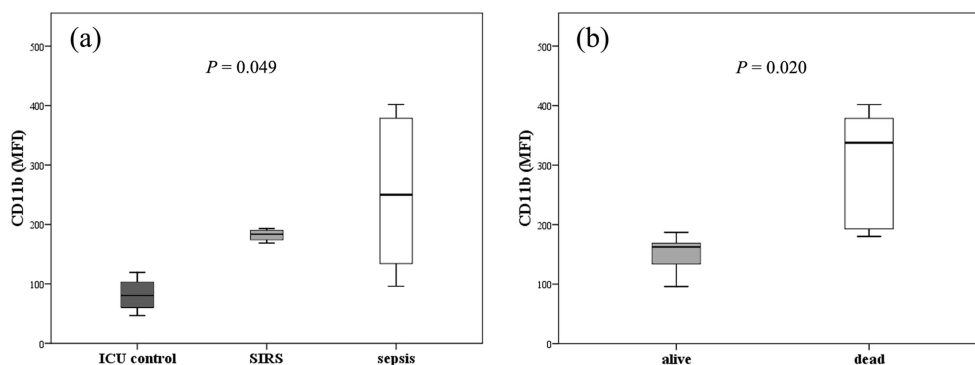 (a)
P = 0.049
CD11b (MFI)
500
400
300
200
100
0
ICU control SIRS sepsis
(b)
P = 0.020
CD11b (MFI)
500
400
300
200
100
0
alive dead